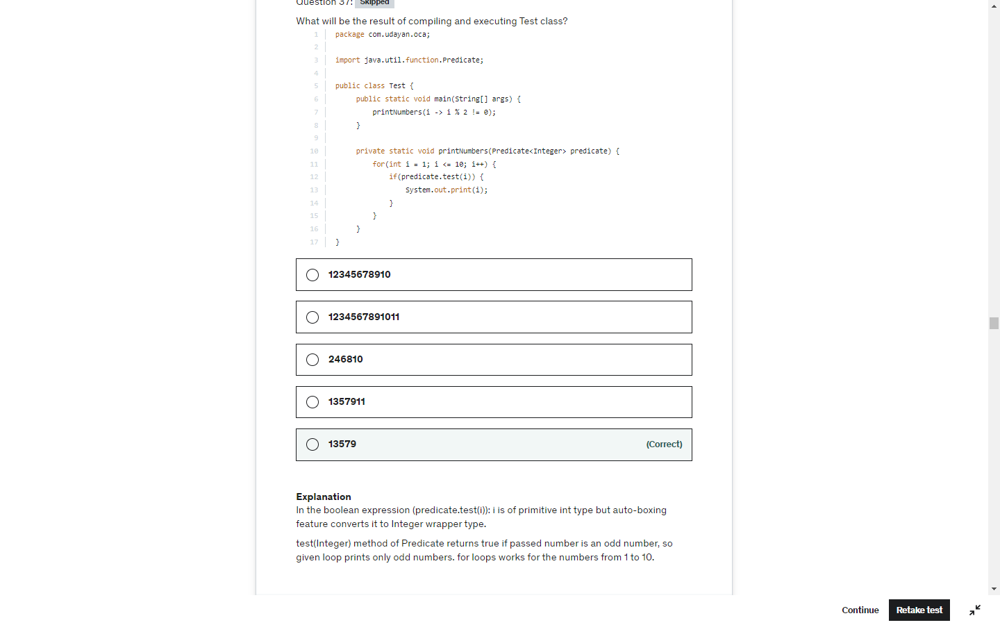 Question 37: Skipped
What will be the result of compiling and executing Test class?
1 package com.udayan.oca;
2
3 import java.util.function.Predicate;
4
5 public class Test {
6 public static void main(String[] args) {
7 printNumbers(i -> i % 2 != 0);
8 }
9
10 private static void printNumbers(Predicate<Integer> predicate) {
11 for(int i = 1; i <= 10; i++) {
12 if(predicate.test(i)) {
13 System.out.print(i);
14 }
15 }
16 }
17 }
12345678910
1234567891011
246810
1357911
13579 (Correct)
Explanation
In the boolean expression (predicate.test(i)): i is of primitive int type but auto-boxing
feature converts it to Integer wrapper type.
test(Integer) method of Predicate returns true if passed number is an odd number, so
given loop prints only odd numbers. for loops works for the numbers from 1 to 10.
Continue Retake test